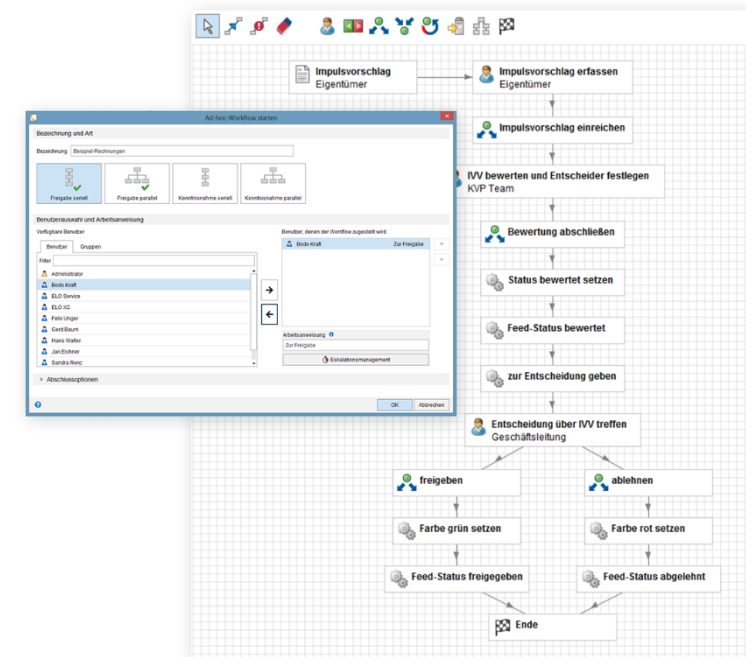 Impulsvorschlag
Eigentümer
Impulsvorschlag erfassen
Eigentümer
Impulsvorschlag einreichen
IVV bewerten und Entscheider festlegen
KVP Team
Bewertung abschließen
Status bewertet setzen
Feed-Status bewertet
zur Entscheidung geben
Entscheidung über IVV treffen
Geschäftsleitung
freigeben
ablehnen
Farbe grün setzen
Farbe rot setzen
Feed-Status freigegeben
Feed-Status abgelehnt
Ende
Ad-hoc-Workflow starten
Bezeichnung und Art
Bezeichnung Beispiel-Rechnungen
Freigabe seriell
Freigabe parallel
Kenntnisnahme seriell
Kenntnisnahme parallel
Benutzerauswahl und Arbeitsanweisung
Verfügbare Benutzer
Benutzer Gruppen
Filter
Administrator
Bodo Kraft
ELO Service
ELO XC
Felix Unger
Gerd Baum
Hans Walter
Jan Eichner
Sandra Renz
Benutzer, denen der Workflow zugestellt wird
Bodo Kraft Zur Freigabe
Arbeitsanweisung
Zur Freigabe
Eskalationsmanagement
> Abschlussoptionen
OK Abbrechen